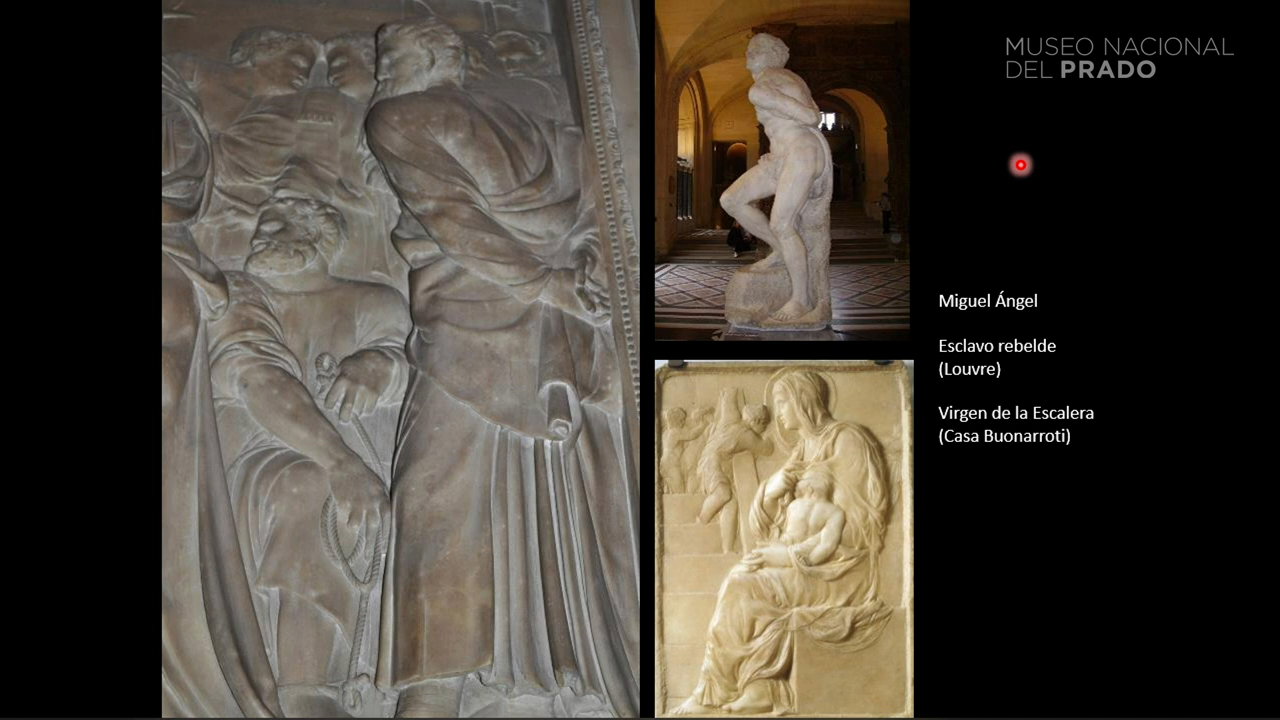 MUSEO NACIONAL
DEL PRADO
Miguel Ángel
Esclavo rebelde
(Louvre)
Virgen de la Escalera
(Casa Buonarroti)